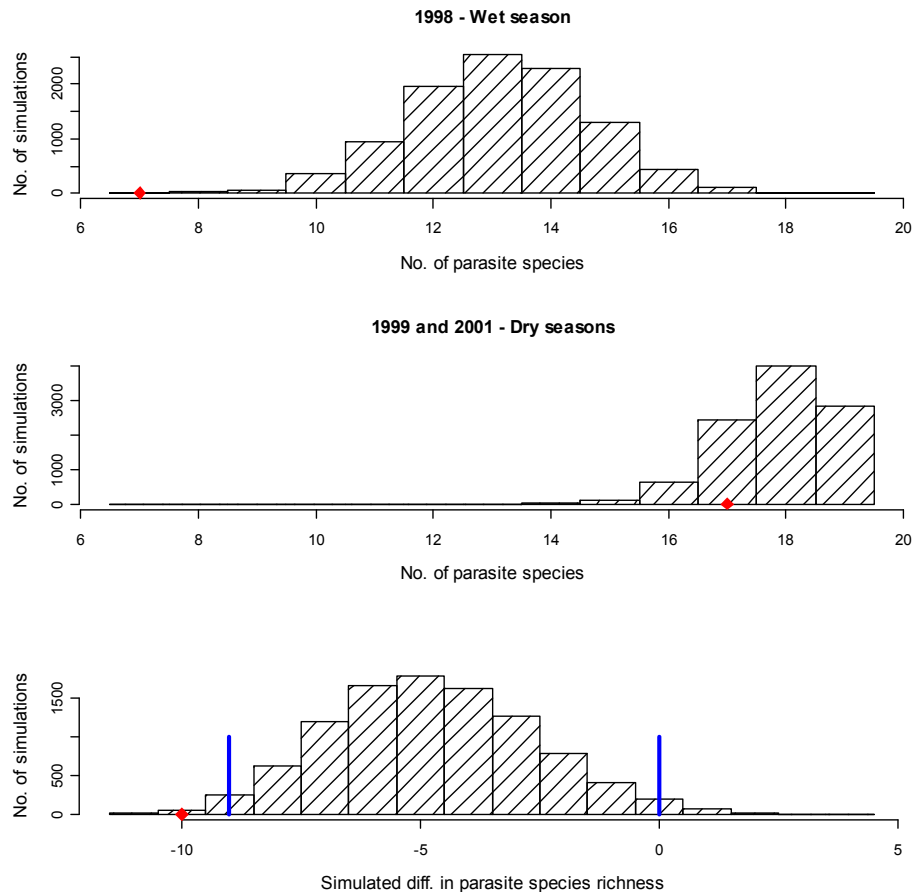 1998 - Wet season
No. of simulations
2000
1000
0
6 8 10 12 14 16 18 20
No. of parasite species
1999 and 2001 - Dry seasons
No. of simulations
3000
1000
0
6 8 10 12 14 16 18 20
No. of parasite species
No. of simulations
1500
500
0
-10 -5 0 5
Simulated diff. in parasite species richness